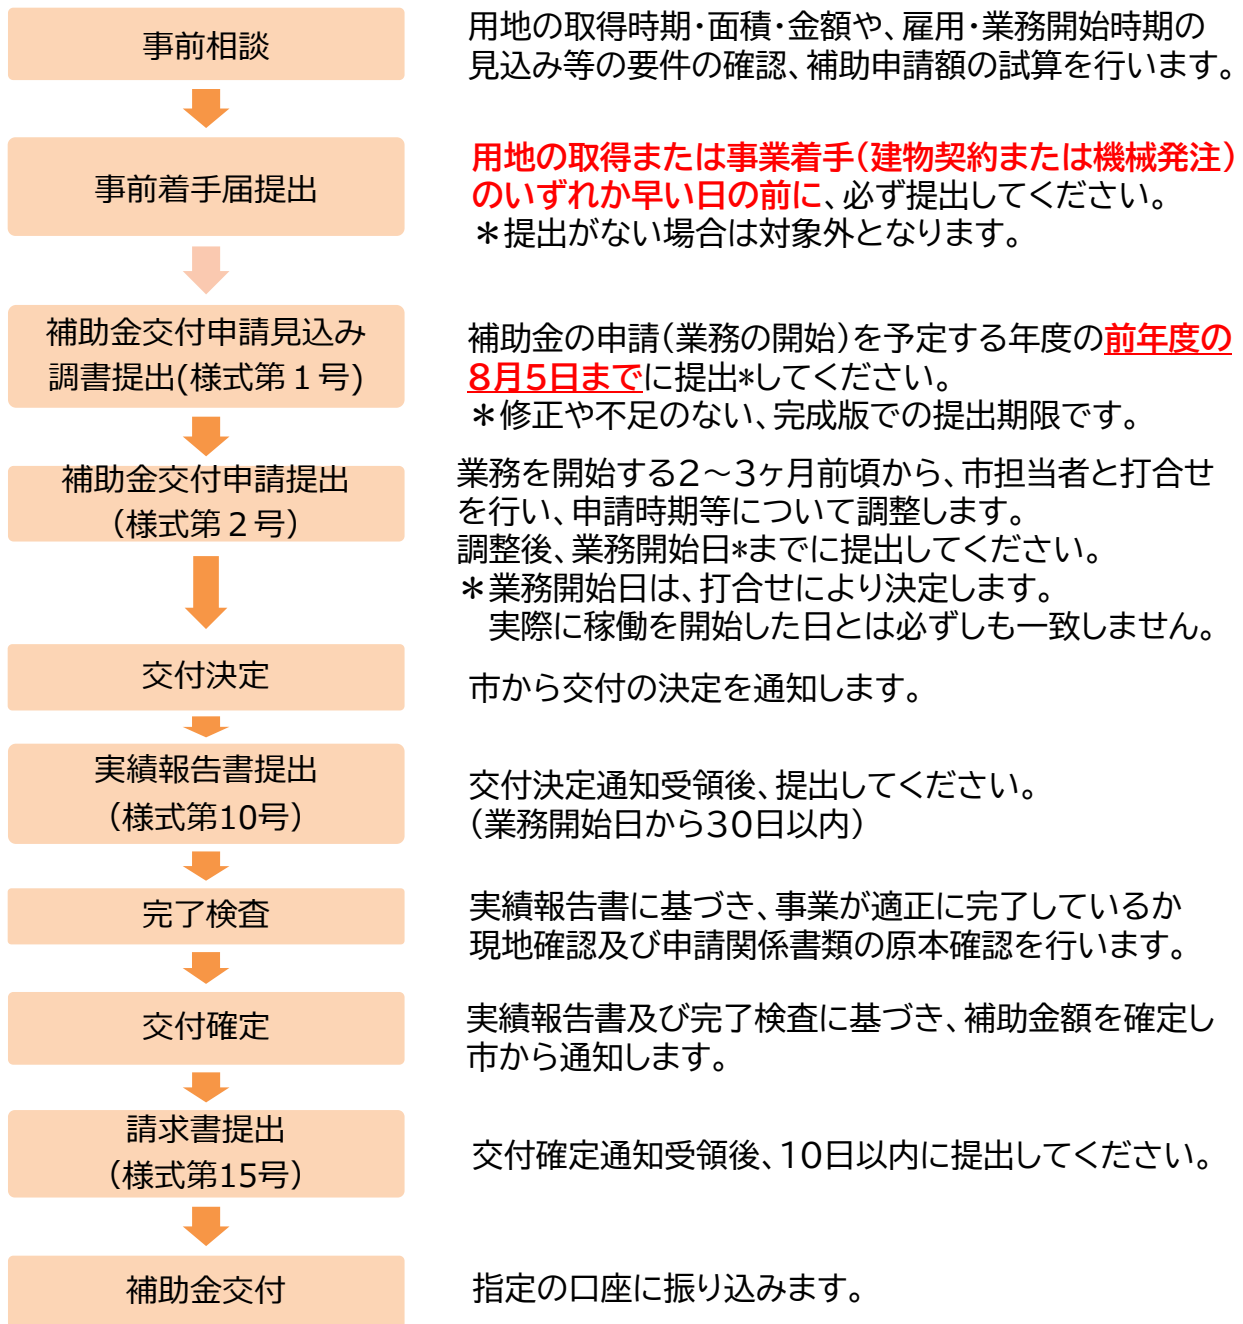 事前相談
用地の取得時期・面積・金額や、雇用・業務開始時期の
見込み等の要件の確認、補助申請額の試算を行います。
事前着手届提出
用地の取得または事業着手（建物契約または機械発注）
のいずれか早い日の前に、必ず提出してください。
＊提出がない場合は対象外となります。
補助金交付申請見込み
調書提出(様式第１号)
補助金の申請（業務の開始）を予定する年度の前年度の
８月５日までに提出*してください。
＊修正や不足のない、完成版での提出期限です。
補助金交付申請提出
（様式第２号）
業務を開始する２～３ヶ月前頃から、市担当者と打合せ
を行い、申請時期等について調整します。
調整後、業務開始日*までに提出してください。
＊業務開始日は、打合せにより決定します。
実際に稼働を開始した日とは必ずしも一致しません。
交付決定
市から交付の決定を通知します。
実績報告書提出
（様式第10号）
交付決定通知受領後、提出してください。
（業務開始日から３０日以内）
完了検査
実績報告書に基づき、事業が適正に完了しているか
現地確認及び申請関係書類の原本確認を行います。
交付確定
実績報告書及び完了検査に基づき、補助金額を確定し
市から通知します。
請求書提出
（様式第15号）
交付確定通知受領後、１０日以内に提出してください。
補助金交付
指定の口座に振り込みます。